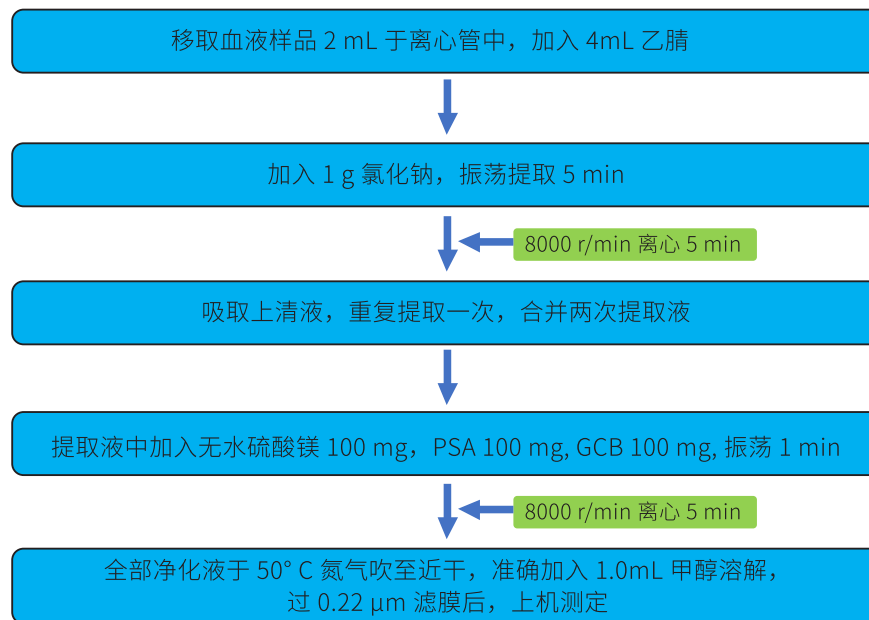 移取血液样品 2 mL 于离心管中，加入 4mL 乙腈
加入 1 g 氯化钠，振荡提取 5 min
8000 r/min 离心 5 min
吸取上清液，重复提取一次，合并两次提取液
提取液中加入无水硫酸镁 100 mg，PSA 100 mg, GCB 100 mg, 振荡 1 min
8000 r/min 离心 5 min
全部净化液于 50° C 氮气吹至近干，准确加入 1.0mL 甲醇溶解，
过 0.22 μm 滤膜后，上机测定